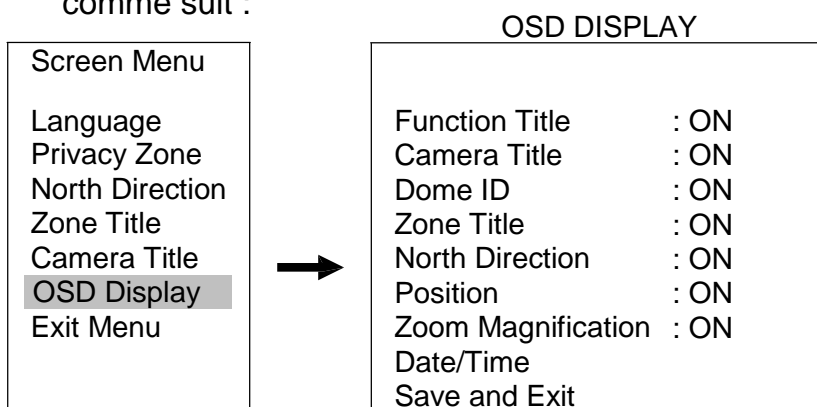 comme suit :
OSD DISPLAY
Screen Menu
Language
Privacy Zone
North Direction
Zone Title
Camera Title
OSD Display
Exit Menu
Function Title : ON
Camera Title : ON
Dome ID : ON
Zone Title : ON
North Direction : ON
Position : ON
Zoom Magnification : ON
Date/Time
Save and Exit